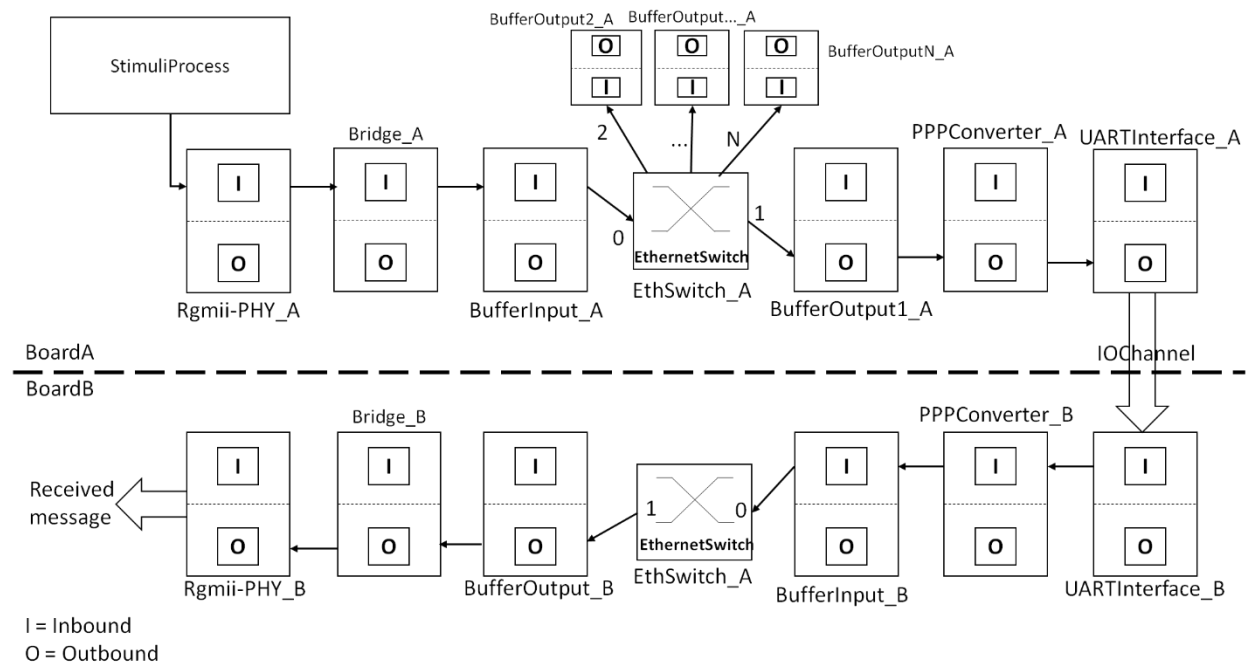 BufferOutput2_A
BufferOutput..._A
BufferOutputN_A
StimuliProcess
O
O
O
I
I
I
2
...
N
Bridge_A
PPPConverter_A
UARTInterface_A
I
I
I
I
I
I
0
1
EthernetSwitch
O
O
O
O
O
O
Rgmii-PHY_A
BufferInput_A
EthSwitch_A
BufferOutput1_A
BoardA
IOChannel
BoardB
Bridge_B
PPPConverter_B
I
I
I
I
I
I
Received
message
1
0
EthernetSwitch
O
O
O
O
O
O
Rgmii-PHY_B
BufferOutput_B
EthSwitch_A
BufferInput_B
UARTInterface_B
I = Inbound
O = Outbound